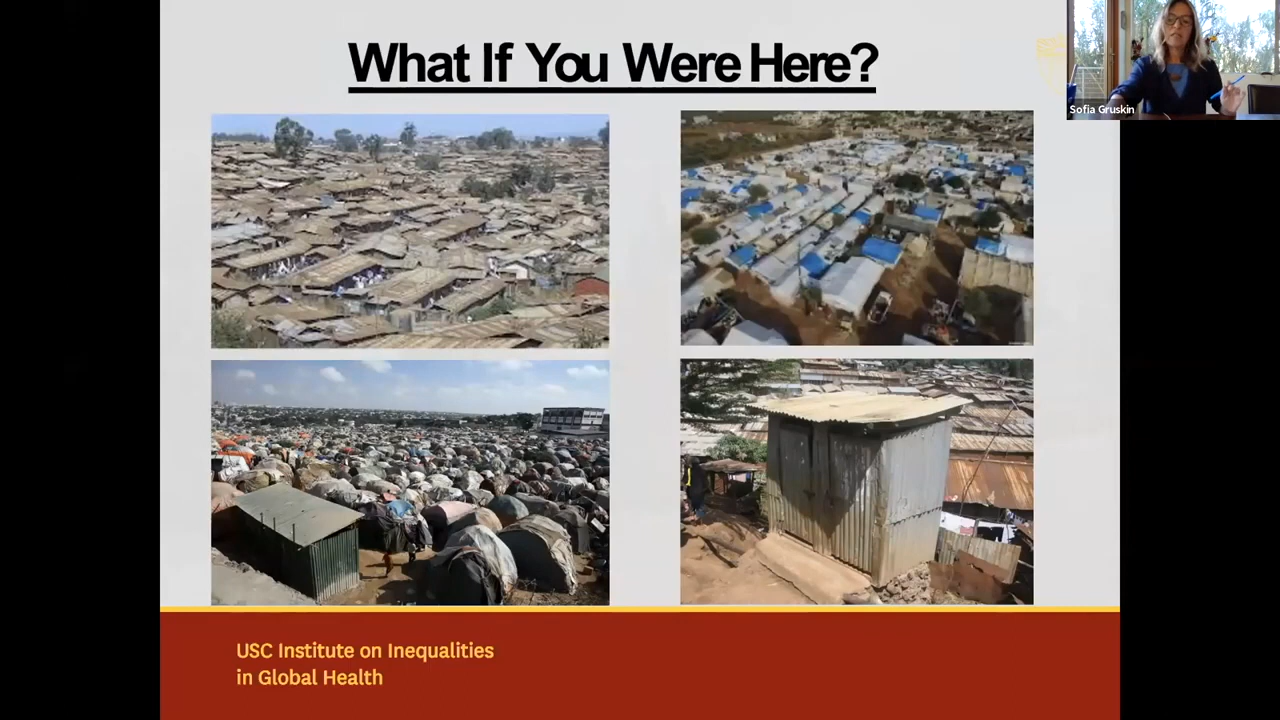 What If You Were Here?
Sofia Gruskin
USC Institute on Inequalities
in Global Health